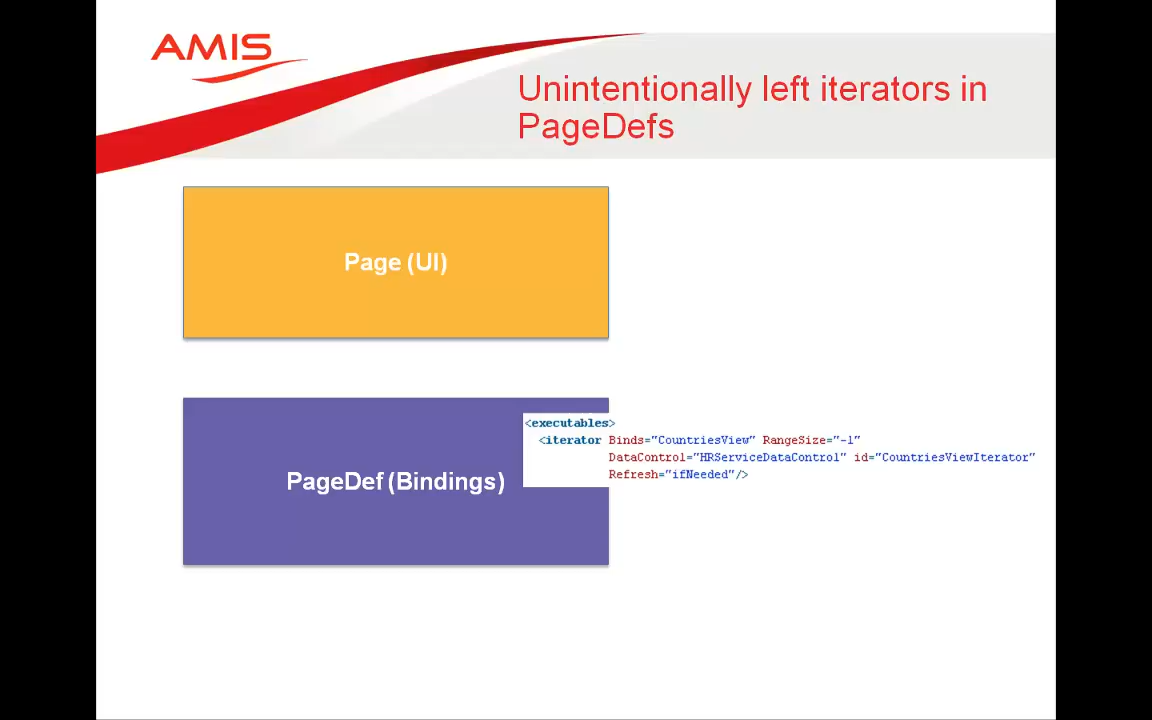 AMIS
Unintentionally left iterators in
PageDefs
Page (UI)
<executables>
<iterator Binds="CountriesView" RangeSize="-1"
DataControl="HRServiceDataControl" id="CountriesViewIterator"
Refresh="ifNeeded"/>
PageDef (Bindings)